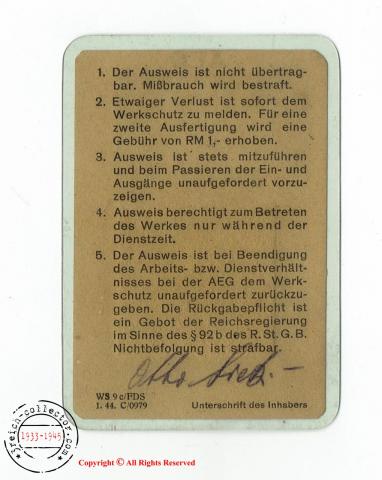 1. Der Ausweis ist nicht übertrag-
bar. Mißbrauch wird bestraft.
2. Etwaiger Verlust ist sofort dem
Werkschutz zu melden. Für eine
zweite Ausfertigung wird eine
Gebühr von RM 1,- erhoben.
3. Ausweis ist stets mitzuführen
und beim Passieren der Ein- und
Ausgänge unaufgefordert vorzu-
zeigen.
4. Ausweis berechtigt zum Betreten
des Werkes nur während der
Dienstzeit.
5. Der Ausweis ist bei Beendigung
des Arbeits- bzw. Dienstverhält-
nisses bei der AEG dem Werk-
schutz unaufgefordert zurückzu-
geben. Die Rückgabepflicht ist
ein Gebot der Reichsregierung
im Sinne des § 92b des R. St. G. B.
Nichtbefolgung ist strafbar.
Otto
WS 9c/FDS
1. 44. C/0979
Unterschrift des Inhabers
3reich-collector.com
1933-1945
Copyright © All Rights Reserved